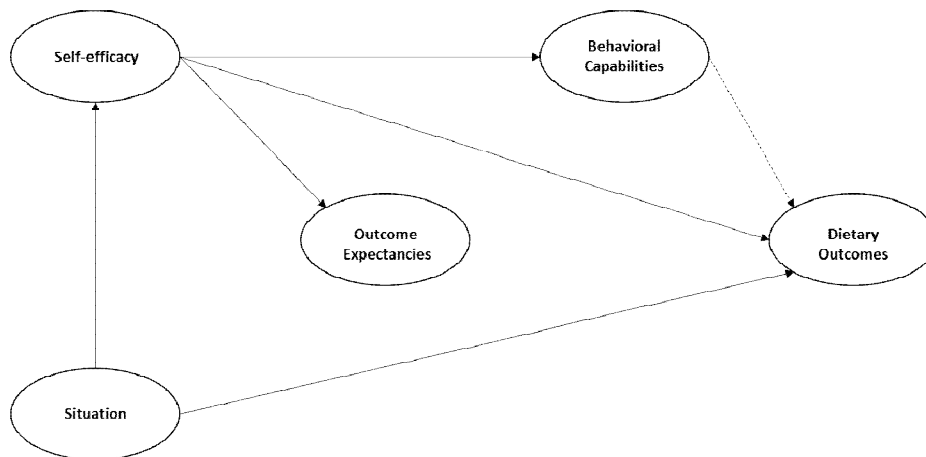 Self-efficacy
Behavioral
Capabilities
Outcome
Expectancies
Dietary
Outcomes
Situation